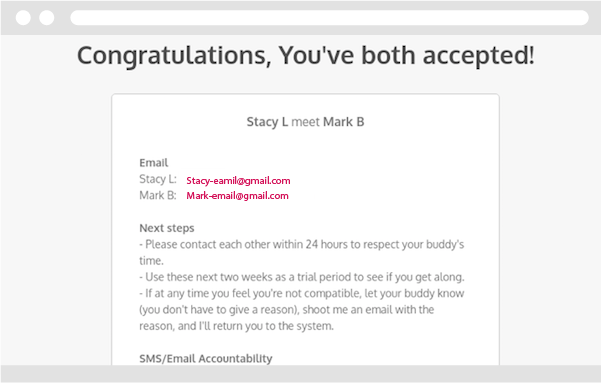 Congratulations, You've both accepted!
Stacy L meet Mark B
Email
Stacy L: Stacy-eamil@gmail.com
Mark B: Mark-email@gmail.com
Next steps
- Please contact each other within 24 hours to respect your buddy's
time.
- Use these next two weeks as a trial period to see if you get along.
- If at any time you feel you're not compatible, let your buddy know
(you don't have to give a reason), shoot me an email with the
reason, and I'll return you to the system.
SMS/Email Accountability